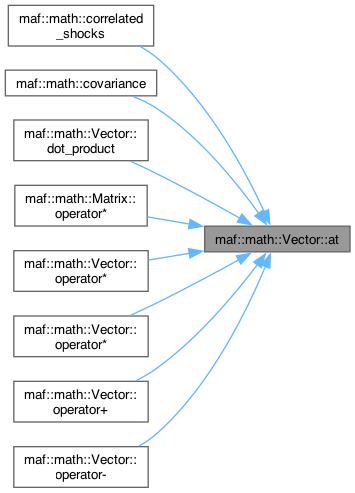 maf::math::correlated
_shocks
maf::math::covariance
maf::math::Vector::
dot_product
maf::math::Matrix::
operator*
maf::math::Vector::at
maf::math::Vector::
operator*
maf::math::Vector::
operator*
maf::math::Vector::
operator+
maf::math::Vector::
operator-